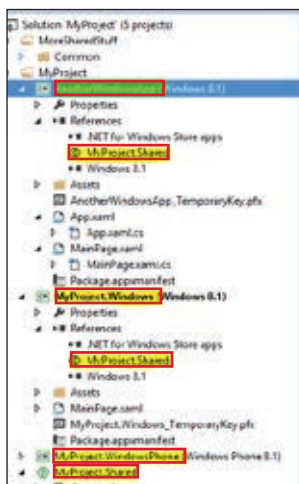 Solution 'MyProject' (5 projects)
MoreSharedStuff
Common
MyProject
AnotherWindowsApp (Windows 8.1)
Properties
References
.NET for Windows Store apps
MyProject.Shared
Windows 8.1
Assets
AnotherWindowsApp_TemporaryKey.pfx
App.xaml
App.xaml.cs
MainPage.xaml
MainPage.xaml.cs
Package.appxmanifest
MyProject.Windows (Windows 8.1)
Properties
References
.NET for Windows Store apps
MyProject.Shared
Windows 8.1
Assets
MainPage.xaml
MyProject.Windows_TemporaryKey.pfx
Package.appxmanifest
MyProject.WindowsPhone (Windows Phone 8.1)
MyProject.Shared